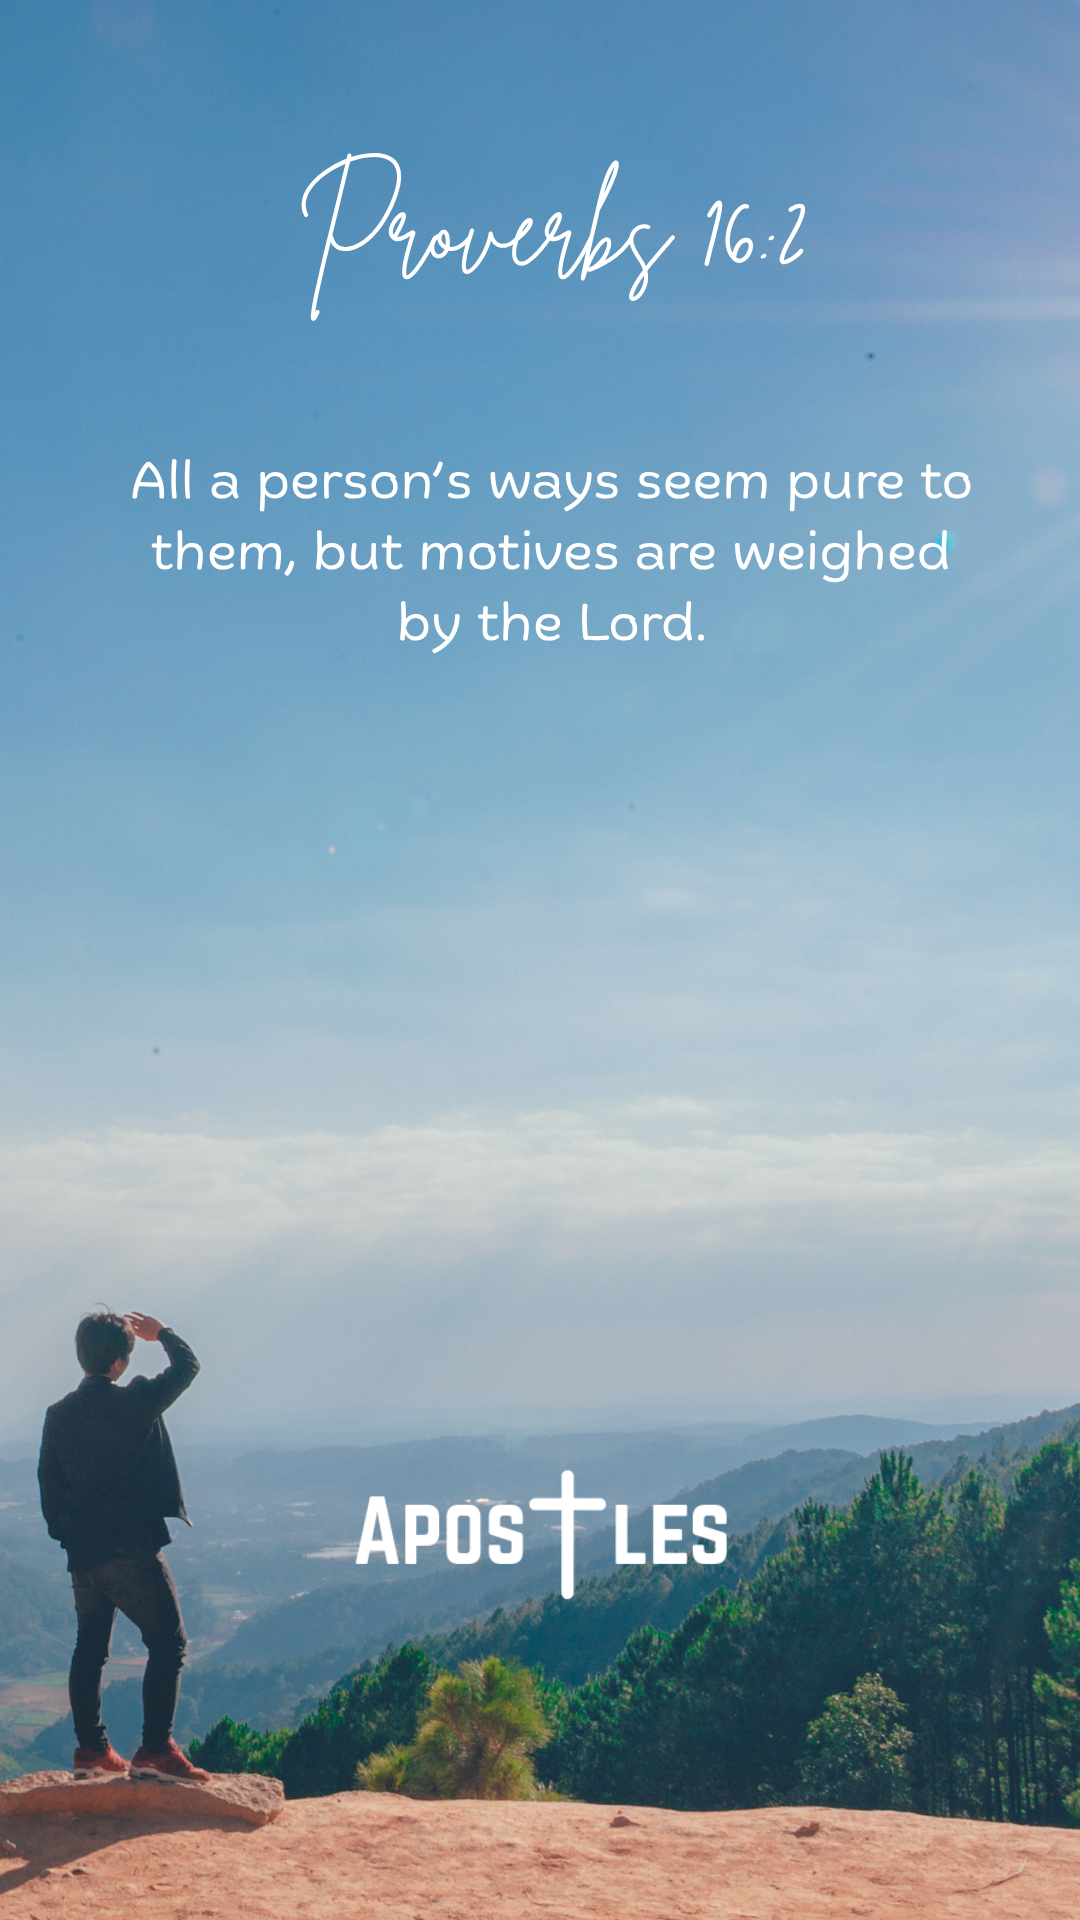 Proverbs 16:2
All a person's ways seem pure to
them, but motives are weighed
by the Lord.
APOSTLES